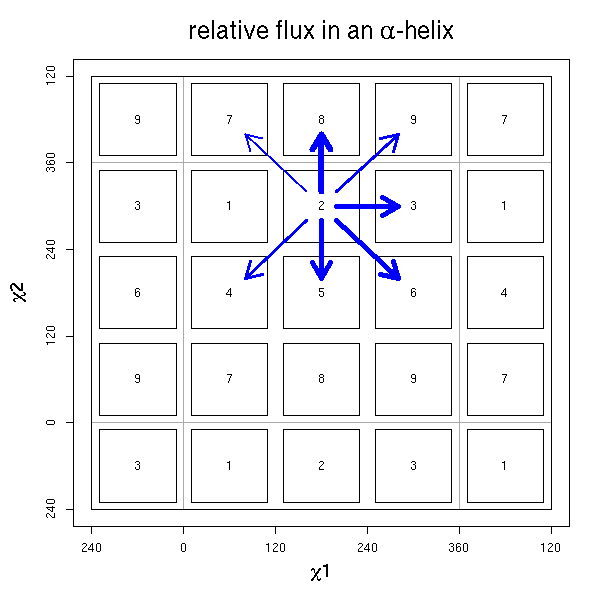 relative flux in an α-helix
120
9 7 8 9 7
360
3 1 2 3 1
240
6 4 5 6 4
120
9 7 8 9 7
0
3 1 2 3 1
240
χ2
240 0 120 240 360 120
χ1